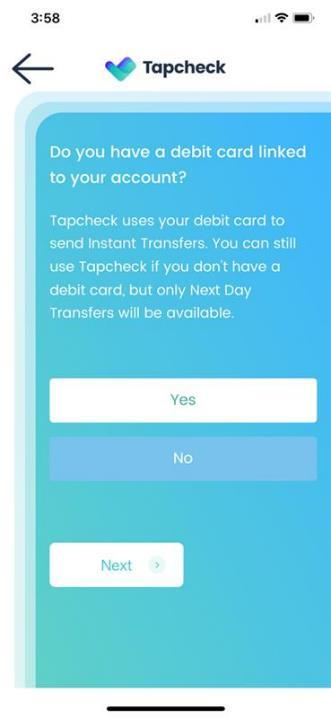 3:58
Tapcheck
Do you have a debit card linked
to your account?
Tapcheck uses your debit card to
send Instant Transfers. You can still
use Tapcheck if you don't have a
debit card, but only Next Day
Transfers will be available.
Yes
No
Next